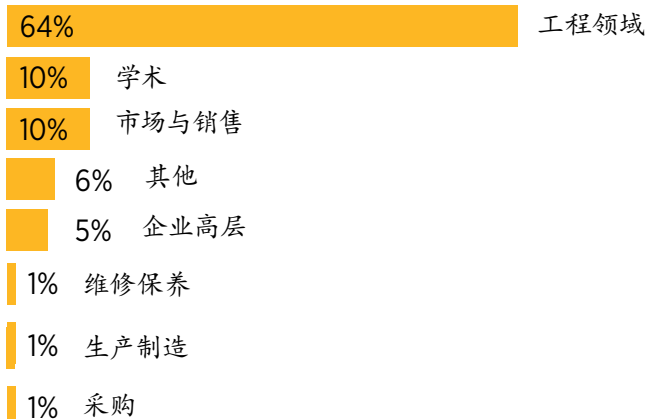 64% 工程领域
10% 学术
10% 市场与销售
6% 其他
5% 企业高层
1% 维修保养
1% 生产制造
1% 采购